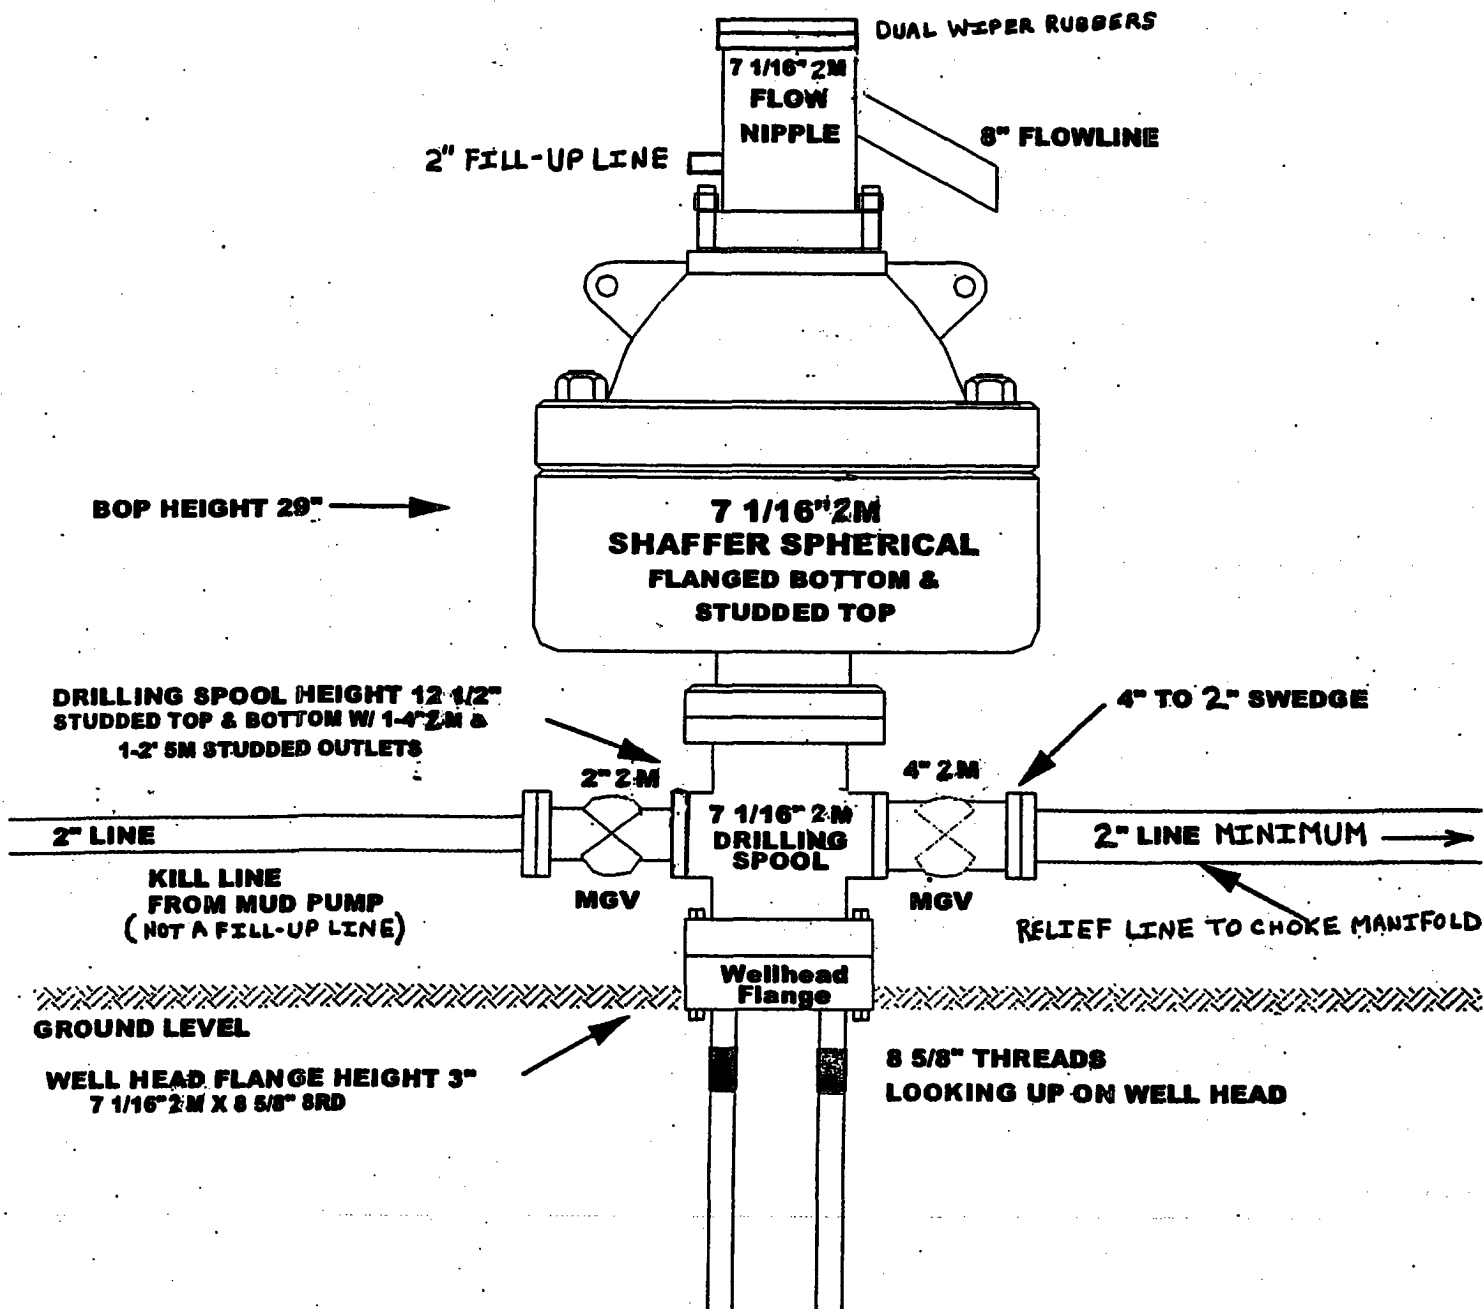 DUAL WIPER RUBBERS
7 1/16" 2M
FLOW
NIPPLE
8" FLOWLINE
2" FILL-UP LINE
BOP HEIGHT 29"
7 1/16" 2M
SHAFFER SPHERICAL
FLANGED BOTTOM &
STUDDED TOP
DRILLING SPOOL HEIGHT 12 1/2"
STUDDED TOP & BOTTOM W/ 1-4" 2M &
1-2' 5M STUDDED OUTLETS
4" TO 2" SWEDGE
2" 2M
4" 2M
2" LINE
7 1/16" 2M
DRILLING
SPOOL
2" LINE MINIMUM
KILL LINE
FROM MUD PUMP
(NOT A FILL-UP LINE)
MGV
MGV
RELIEF LINE TO CHOKE MANIFOLD
Wellhead
Flange
GROUND LEVEL
WELL HEAD FLANGE HEIGHT 3"
7 1/16" 2M X 8 5/8" 8RD
8 5/8" THREADS
LOOKING UP ON WELL HEAD